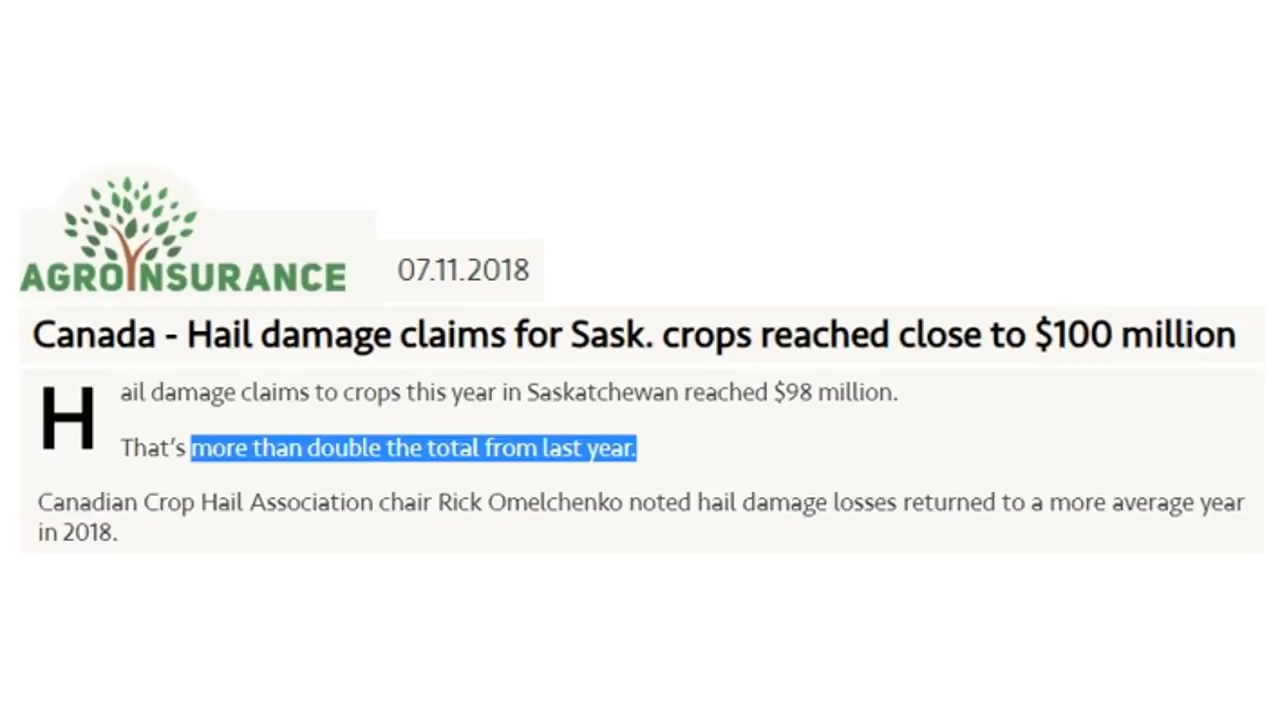 AGROINSURANCE
07.11.2018
Canada - Hail damage claims for Sask. crops reached close to $100 million
Hail damage claims to crops this year in Saskatchewan reached $98 million.
That's more than double the total from last year.
Canadian Crop Hail Association chair Rick Omelchenko noted hail damage losses returned to a more average year
in 2018.